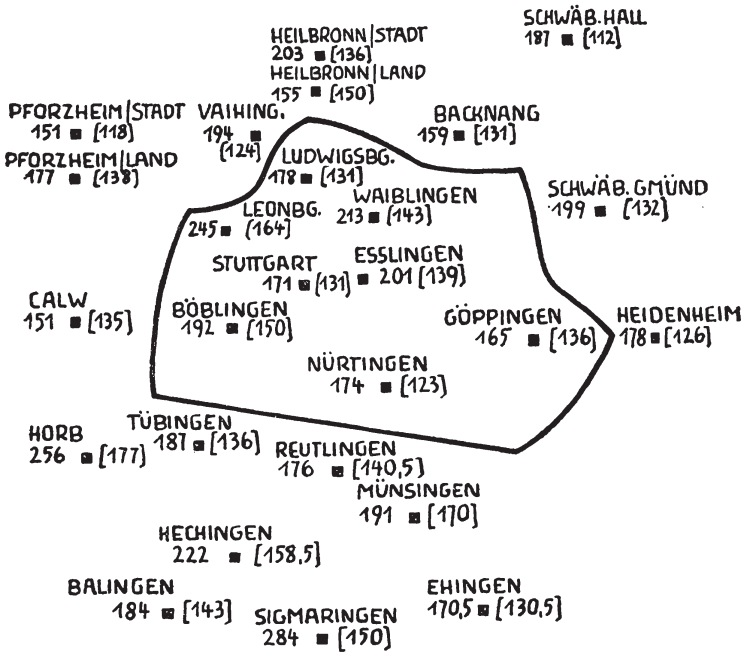 SCHWÄB.HALL
187 ■ [112]
HEILBRONN/STADT
203 ■ [136]
HEILBRONN/LAND
155 ■ [150]
PFORZHEIM/STADT
151 ■ [118]
VAIHING.
194 ■
[124]
BACKNANG
159 ■ [131]
PFORZHEIM/LAND
177 ■ [138]
LUDWIGSBG.
178 ■ [131]
WAIBLINGEN
213 ■ [143]
SCHWÄB.GMÜND
199 ■ [132]
LEONBG.
245 ■ [164]
STUTTGART
171 ■ [131]
ESSLINGEN
■ 201 [139]
CALW
151 ■ [135]
BÖBLINGEN
192 ■ [150]
GÖPPINGEN
165 ■ [136]
HEIDENHEIM
178 ■ [126]
NÜRTINGEN
174 ■ [123]
HORB
256 ■ [177]
TÜBINGEN
187 ■ [136]
REUTLINGEN
176 ■ [140,5]
MÜNSINGEN
191 ■ [170]
HECHINGEN
222 ■ [158,5]
BALINGEN
184 ■ [143]
SIGMARINGEN
284 ■ [150]
EHINGEN
170,5 ■ [130,5]